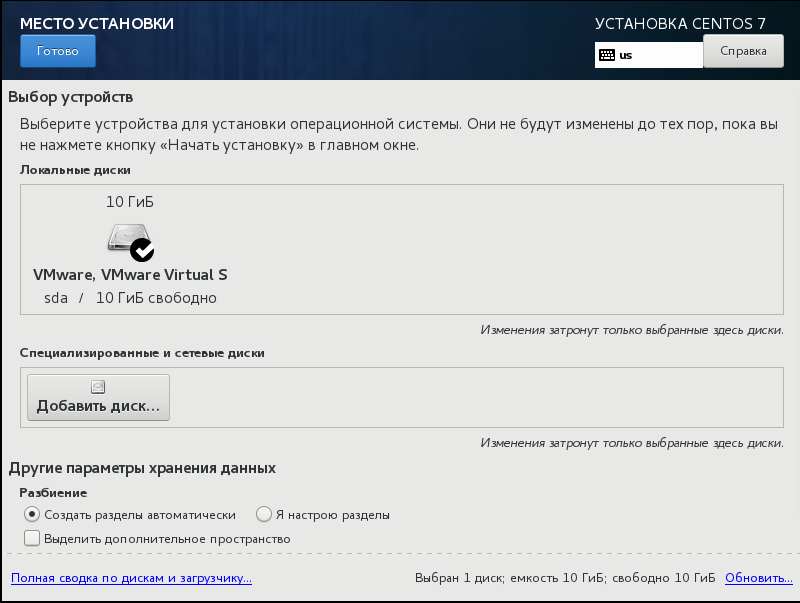 МЕСТО УСТАНОВКИ
УСТАНОВКА CENTOS 7
Готово
us
Справка
Выбор устройств
Выберите устройства для установки операционной системы. Они не будут изменены до тех пор, пока вы
не нажмете кнопку «Начать установку» в главном окне.
Локальные диски
10 ГиБ
VMware, VMware Virtual S
sda / 10 ГиБ свободно
Изменения затронут только выбранные здесь диски.
Специализированные и сетевые диски
Добавить диск...
Изменения затронут только выбранные здесь диски.
Другие параметры хранения данных
Разбиение
Создать разделы автоматически
Я настрою разделы
Выделить дополнительное пространство
Полная сводка по дискам и загрузчику...
Выбран 1 диск; емкость 10 ГиБ; свободно 10 ГиБ
Обновить...